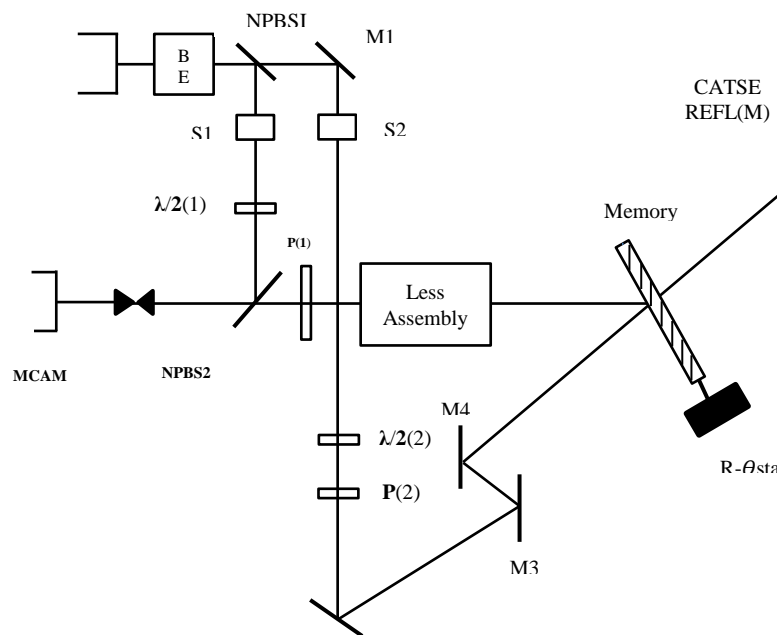 NPBSI
M1
B
E
S1
S2
CATSE
REFL(M)
λ/2(1)
Memory
P(1)
Less
Assembly
MCAM
NPBS2
M4
λ/2(2)
P(2)
R-θsta
M3